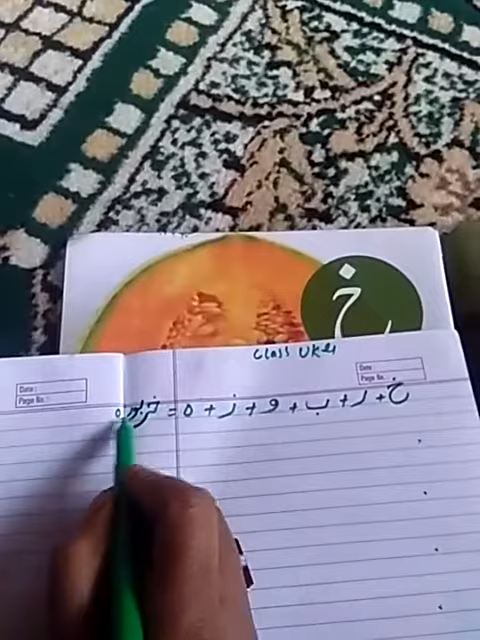 خ
Class UKG
Date :
Page No. :
Date :
Page No. :
خ + ر + ب + و + ز + ہ = خربوزہ